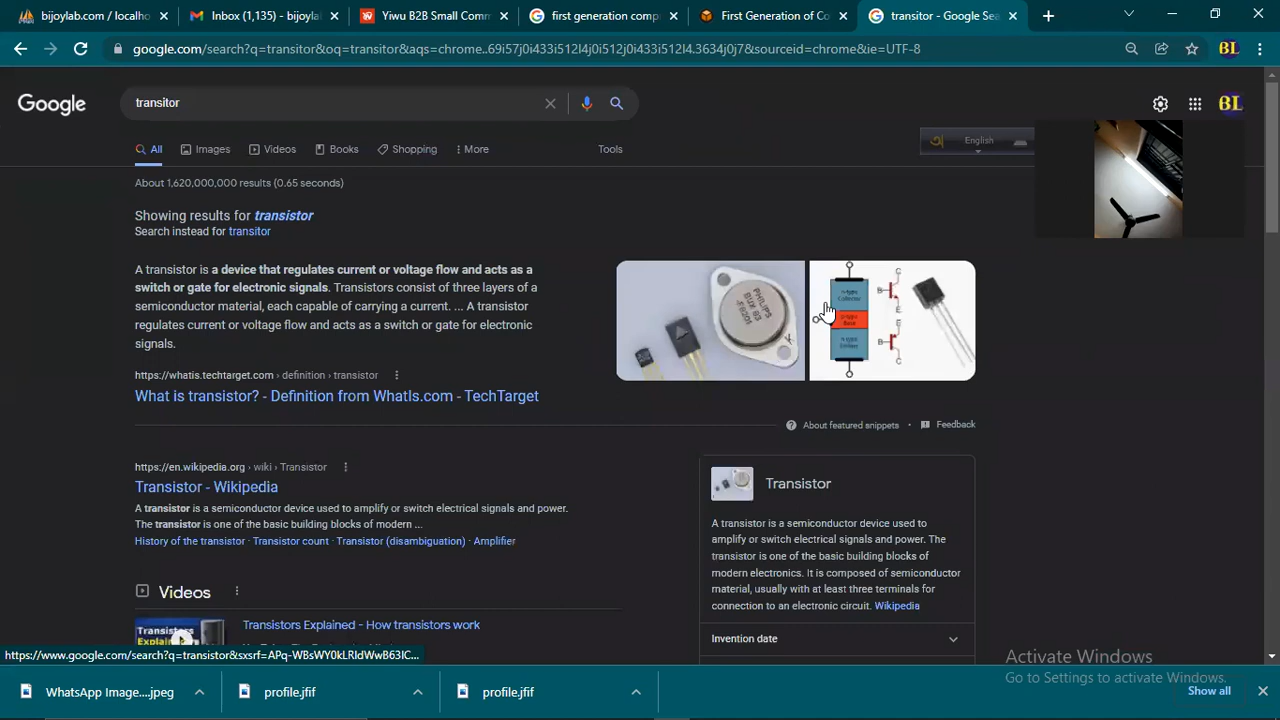 bijoylab.com / localho
Inbox (1,135) - bijoylab
Yiwu B2B Small Comm
first generation comp
First Generation of Co
transitor - Google Sea
google.com/search?q=transitor&oq=transitor&aqs=chrome..69i57j0i433i512l4j0i512j0i433i512l4.3634j0j7&sourceid=chrome&ie=UTF-8
BL
Google
transitor
BL
All
Images
Videos
Books
Shopping
More
Tools
English
About 1,620,000,000 results (0.65 seconds)
Showing results for transistor
Search instead for transitor
A transistor is a device that regulates current or voltage flow and acts as a
switch or gate for electronic signals. Transistors consist of three layers of a
semiconductor material, each capable of carrying a current. ... A transistor
regulates current or voltage flow and acts as a switch or gate for electronic
signals.
PHILIPS
C
B
E
E
B
C
https://whatis.techtarget.com › definition › transistor
What is transistor? - Definition from WhatIs.com - TechTarget
About featured snippets
Feedback
https://en.wikipedia.org › wiki › Transistor
Transistor - Wikipedia
A transistor is a semiconductor device used to amplify or switch electrical signals and power.
The transistor is one of the basic building blocks of modern ...
History of the transistor · Transistor count · Transistor (disambiguation) · Amplifier
Transistor
A transistor is a semiconductor device used to
amplify or switch electrical signals and power. The
transistor is one of the basic building blocks of
modern electronics. It is composed of semiconductor
material, usually with at least three terminals for
connection to an electronic circuit. Wikipedia
Invention date
Videos
Transistors Explained - How transistors work
Transistors
https://www.google.com/search?q=transistor&sxsrf=APq-WBsWY0kLRldWwB63IC...
Activate Windows
Go to Settings to activate Windows.
WhatsApp Image....jpeg
profile.jfif
profile.jfif
Show all